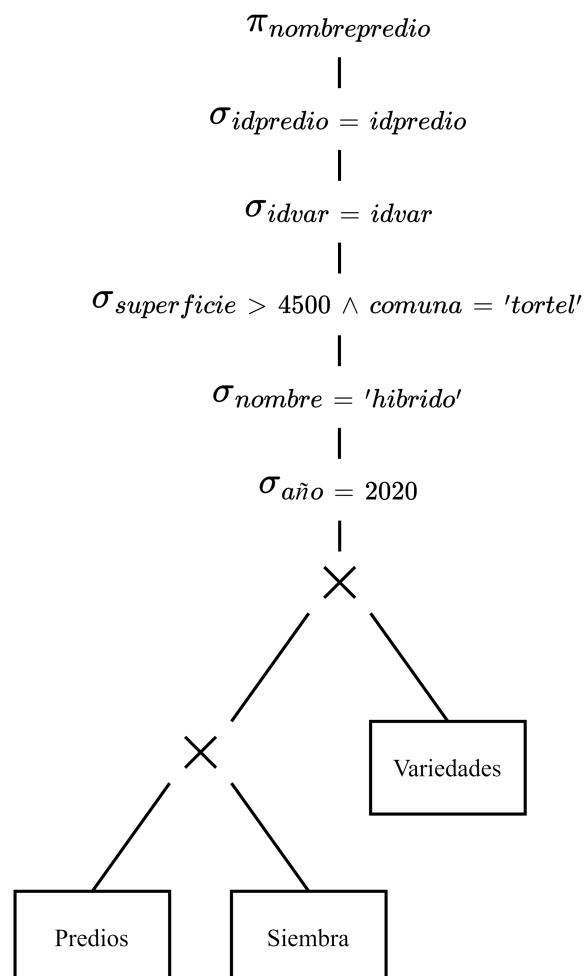 π nombrepredio
σ idpredio = idpredio
σ idvar = idvar
σ superficie > 4500 ∧ comuna = 'tortel'
σ nombre = 'hibrido'
σ año = 2020
×
×
Variedades
Predios
Siembra